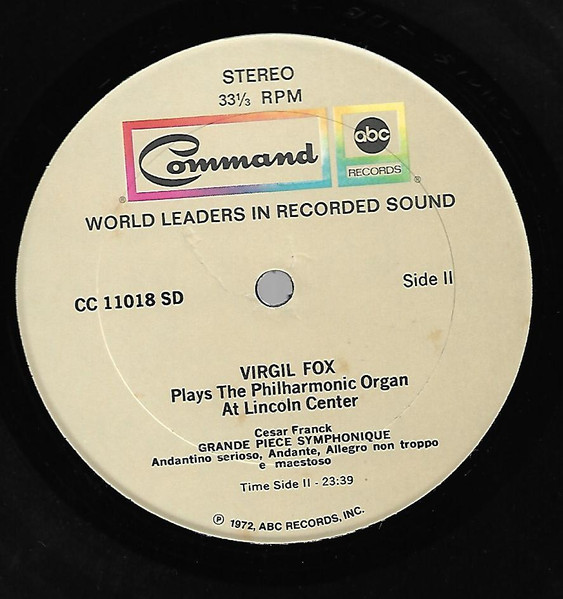 STEREO
33⅓ RPM
Command
abc
RECORDS
®
®
WORLD LEADERS IN RECORDED SOUND
Side II
CC 11018 SD
VIRGIL FOX
Plays The Philharmonic Organ
At Lincoln Center
Cesar Franck
GRANDE PIECE SYMPHONIQUE
Andantino serioso, Andante, Allegro non troppo
e maestoso
Time Side II - 23:39
℗ 1972, ABC RECORDS, INC.